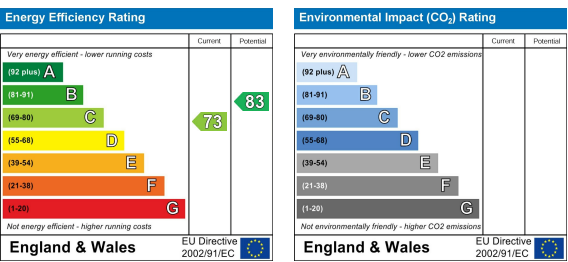 Energy Efficiency Rating
Current Potential
Very energy efficient - lower running costs
(92 plus) A
(81-91) B
(69-80) C
(55-68) D
(39-54) E
(21-38) F
(1-20) G
73
83
Not energy efficient - higher running costs
England & Wales
EU Directive
2002/91/EC
Environmental Impact (CO₂) Rating
Current Potential
Very environmentally friendly - lower CO2 emissions
(92 plus) A
(81-91) B
(69-80) C
(55-68) D
(39-54) E
(21-38) F
(1-20) G
Not environmentally friendly - higher CO2 emissions
England & Wales
EU Directive
2002/91/EC